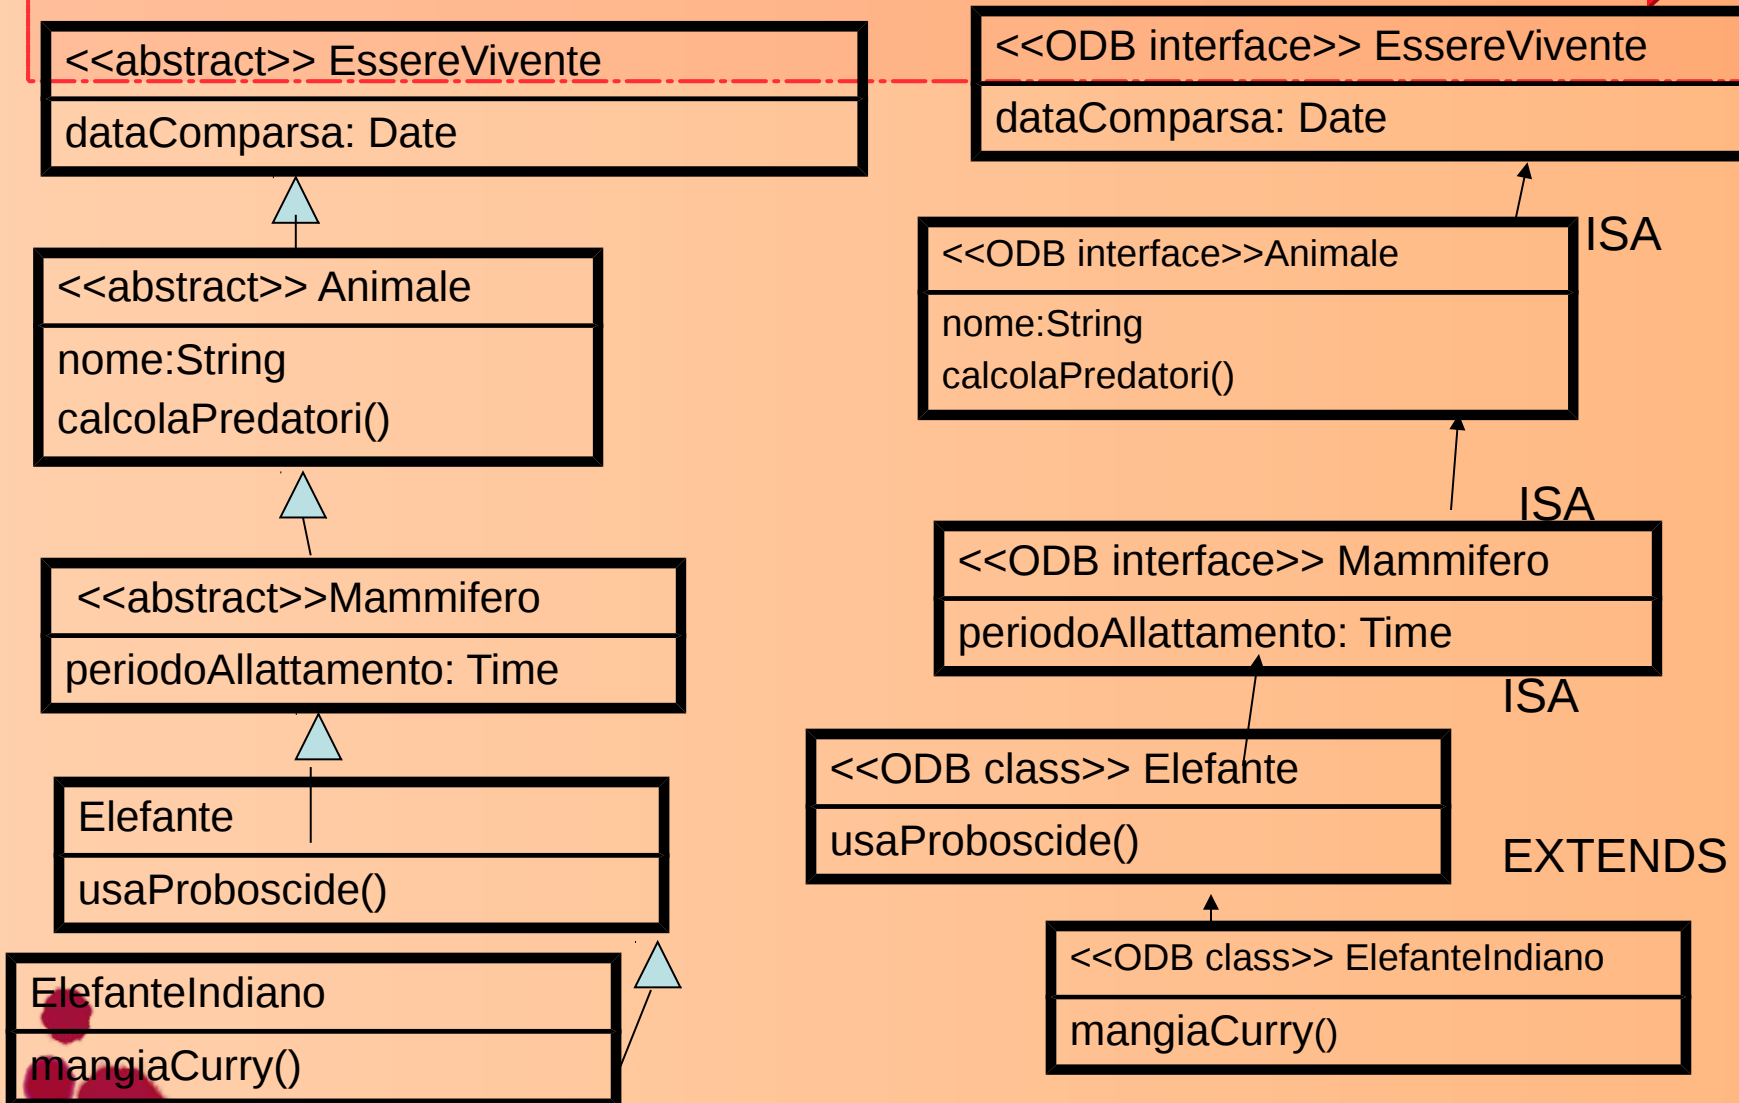 <<abstract>> EssereVivente
dataComparsa: Date
<<abstract>> Animale
nome:String
calcolaPredatori()
<<abstract>>Mammifero
periodoAllattamento: Time
Elefante
usaProboscide()
ElefanteIndiano
mangiaCurry()
<<ODB interface>> EssereVivente
dataComparsa: Date
ISA
<<ODB interface>>Animale
nome:String
calcolaPredatori()
ISA
<<ODB interface>> Mammifero
periodoAllattamento: Time
ISA
<<ODB class>> Elefante
usaProboscide()
EXTENDS
<<ODB class>> ElefanteIndiano
mangiaCurry()